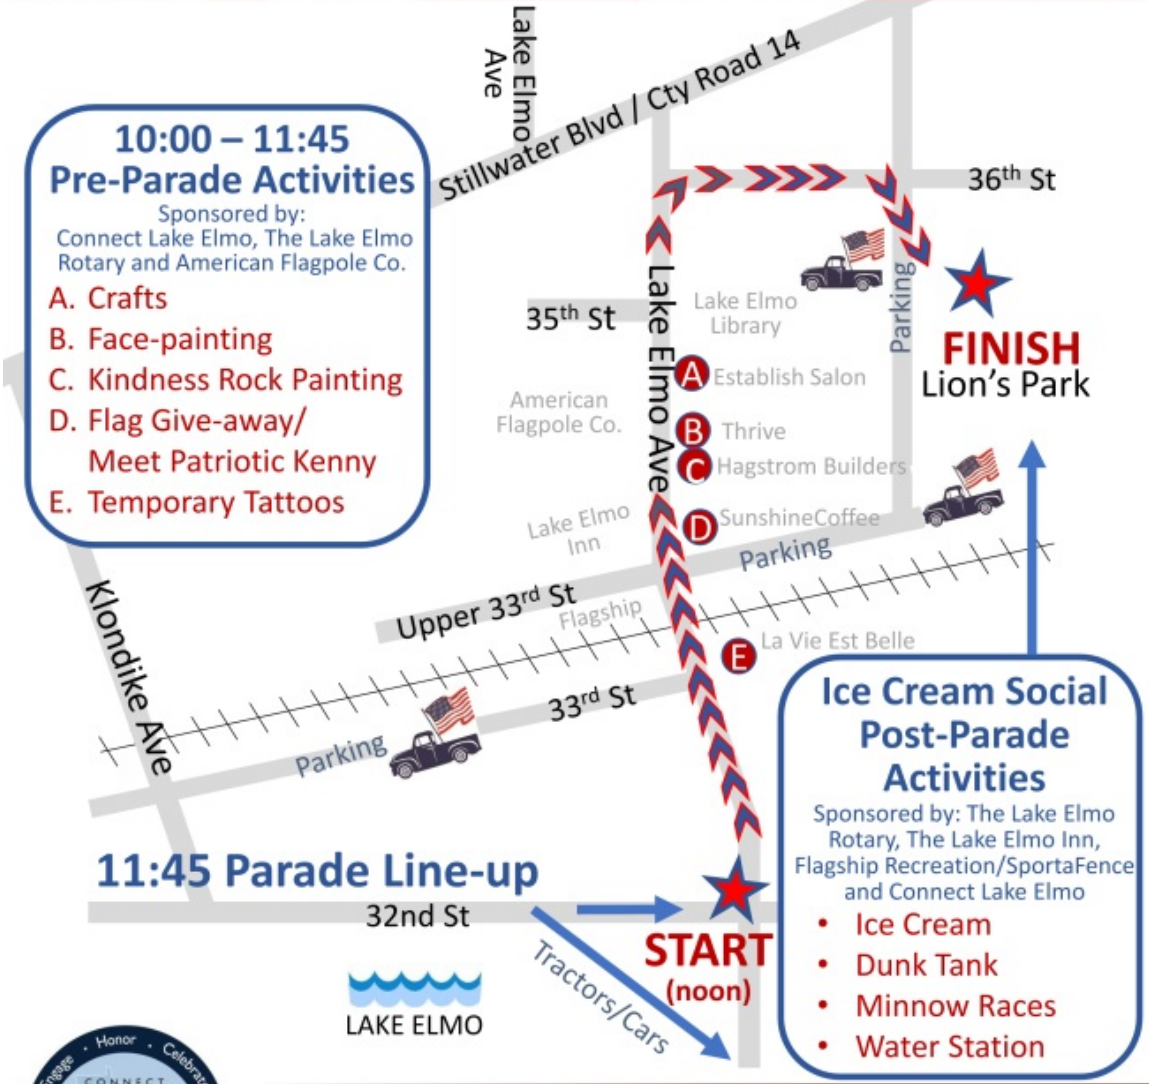 Lake Elmo
Ave
Stillwater Blvd / Cty Road 14
10:00 – 11:45
Pre-Parade Activities
Sponsored by:
Connect Lake Elmo, The Lake Elmo
Rotary and American Flagpole Co.
A. Crafts
B. Face-painting
C. Kindness Rock Painting
D. Flag Give-away/
Meet Patriotic Kenny
E. Temporary Tattoos
36th St
Parking
Lake Elmo
Library
35th St
Lake Elmo Ave
FINISH
Lion's Park
A Establish Salon
American
Flagpole Co.
B Thrive
C Hagstrom Builders
Lake Elmo
Inn
D SunshineCoffee
Parking
Upper 33rd St
Flagship
E La Vie Est Belle
Klondike Ave
33rd St
Parking
Ice Cream Social
Post-Parade
Activities
Sponsored by: The Lake Elmo
Rotary, The Lake Elmo Inn,
Flagship Recreation/SportaFence
and Connect Lake Elmo
• Ice Cream
• Dunk Tank
• Minnow Races
• Water Station
11:45 Parade Line-up
32nd St
START
(noon)
Tractors/Cars
LAKE ELMO
Engage · Honor · Celebrate
CONNECT